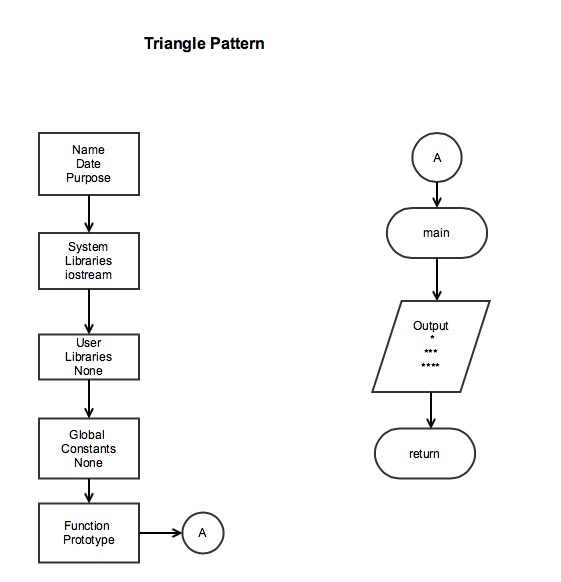 Triangle Pattern
Name
Date
Purpose
System
Libraries
iostream
User
Libraries
None
Global
Constants
None
Function
Prototype
A
A
main
Output
*
***
****
return